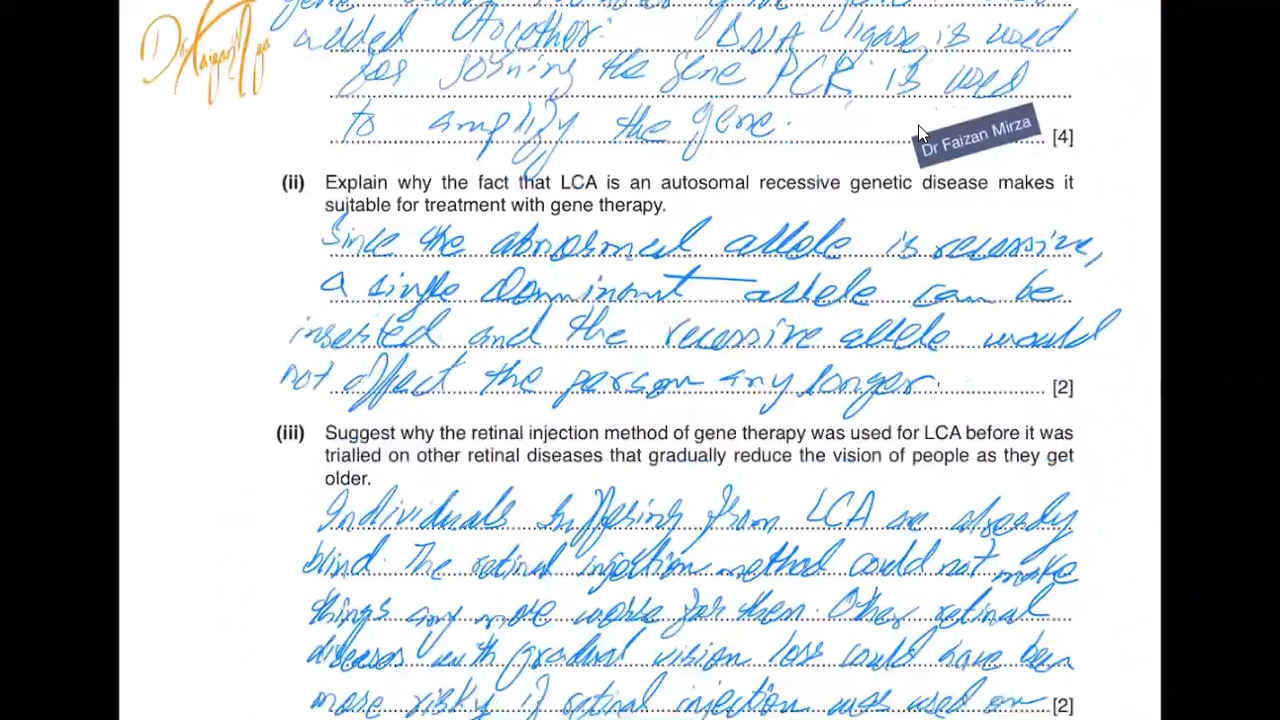 added together. DNA ligase is used
for joining the gene PCR is used
to amplify the gene.
Dr Faizan Mirza
[4]
(ii) Explain why the fact that LCA is an autosomal recessive genetic disease makes it
suitable for treatment with gene therapy.
Since the abnormal allele is recessive,
a single dominant allele can be
inserted and the recessive allele would
not affect the person any longer. [2]
(iii) Suggest why the retinal injection method of gene therapy was used for LCA before it was
trialled on other retinal diseases that gradually reduce the vision of people as they get
older.
Individuals suffering from LCA are already
blind. The retinal injection method could not make
things any more worse for them. Other retinal
diseases with gradual vision loss could have been
more risky if retinal injection was used on [2]